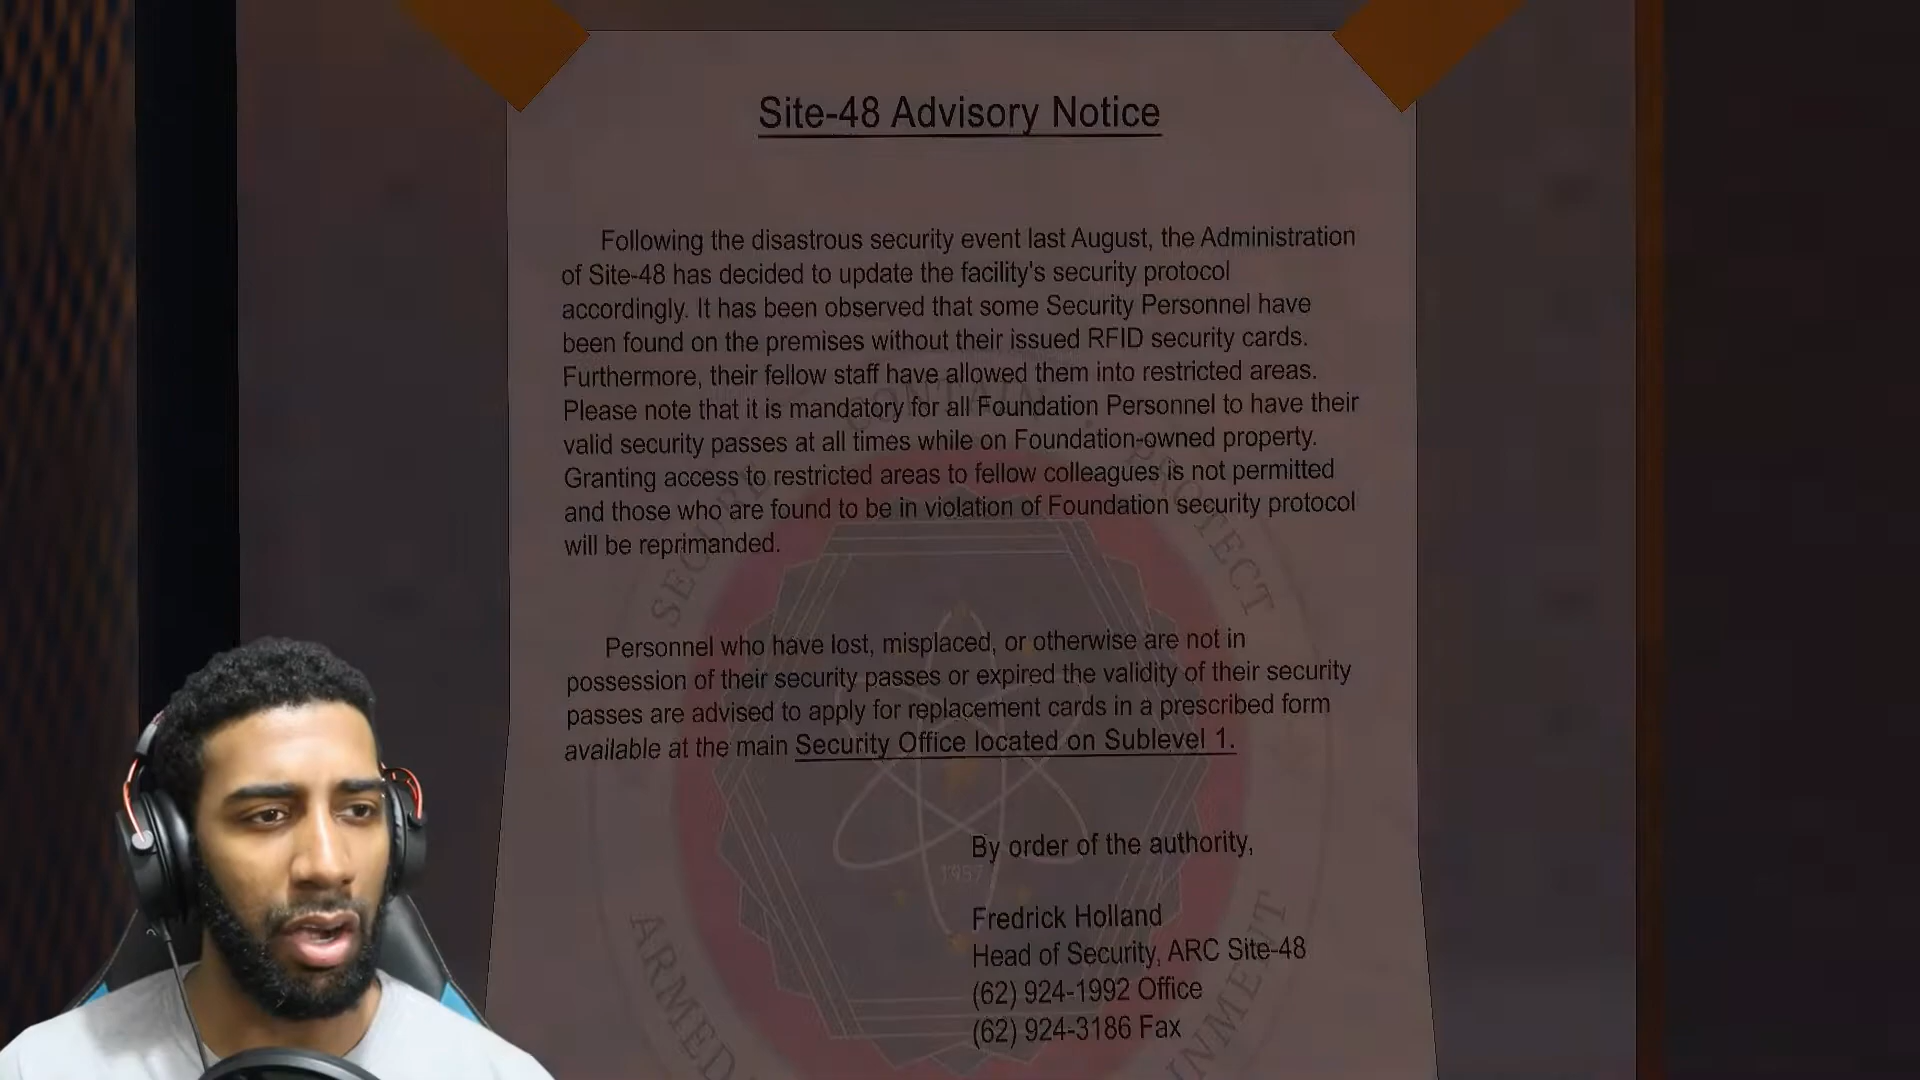 Site-48 Advisory Notice
Following the disastrous security event last August, the Administration
of Site-48 has decided to update the facility's security protocol
accordingly. It has been observed that some Security Personnel have
been found on the premises without their issued RFID security cards.
Furthermore, their fellow staff have allowed them into restricted areas.
Please note that it is mandatory for all Foundation Personnel to have their
valid security passes at all times while on Foundation-owned property.
Granting access to restricted areas to fellow colleagues is not permitted
and those who are found to be in violation of Foundation security protocol
will be reprimanded.
Personnel who have lost, misplaced, or otherwise are not in
possession of their security passes or expired the validity of their security
passes are advised to apply for replacement cards in a prescribed form
available at the main Security Office located on Sublevel 1.
By order of the authority,
Fredrick Holland
Head of Security, ARC Site-48
(62) 924-1992 Office
(62) 924-3186 Fax
SECURE CONTAIN PROTECT
1957
ARMED